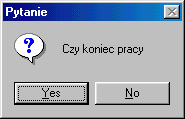 Pytanie
Czy koniec pracy
Yes
No